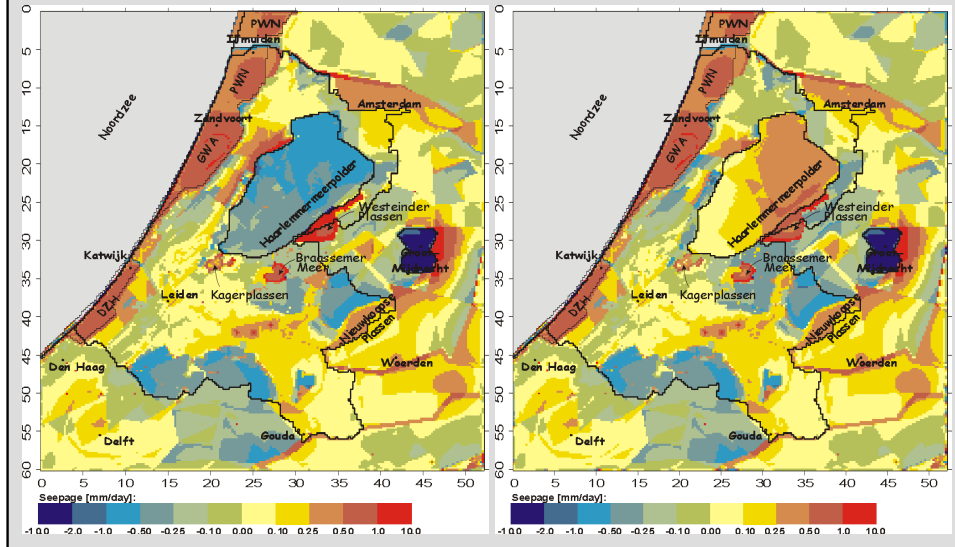 0
5
10
15
20
25
30
35
40
45
50
55
60
PWN
IJmuiden
PWN
Noordzee
Amsterdam
Zandvoort
GWA
Haarlemmermeerpolder
Westeinder
Plassen
Katwijk
Braassemer
Meer
Mijdrecht
Leiden
Kagerplassen
DZH
Nieuwkoopse
Plassen
Den Haag
Woerden
Delft
Gouda
0 5 10 15 20 25 30 35 40 45 50
Seepage [mm/day]:
-10.0 -2.0 -1.0 -0.50 -0.25 -0.10 0.00 0.10 0.25 0.50 1.0 10.0
0
5
10
15
20
25
30
35
40
45
50
55
60
PWN
IJmuiden
PWN
Noordzee
Amsterdam
Zandvoort
GWA
Haarlemmermeerpolder
Westeinder
Plassen
Katwijk
Braassemer
Meer
Mijdrecht
Leiden
Kagerplassen
DZH
Nieuwkoopse
Plassen
Den Haag
Woerden
Delft
Gouda
0 5 10 15 20 25 30 35 40 45 50
Seepage [mm/day]:
-10.0 -2.0 -1.0 -0.50 -0.25 -0.10 0.00 0.10 0.25 0.50 1.0 10.0